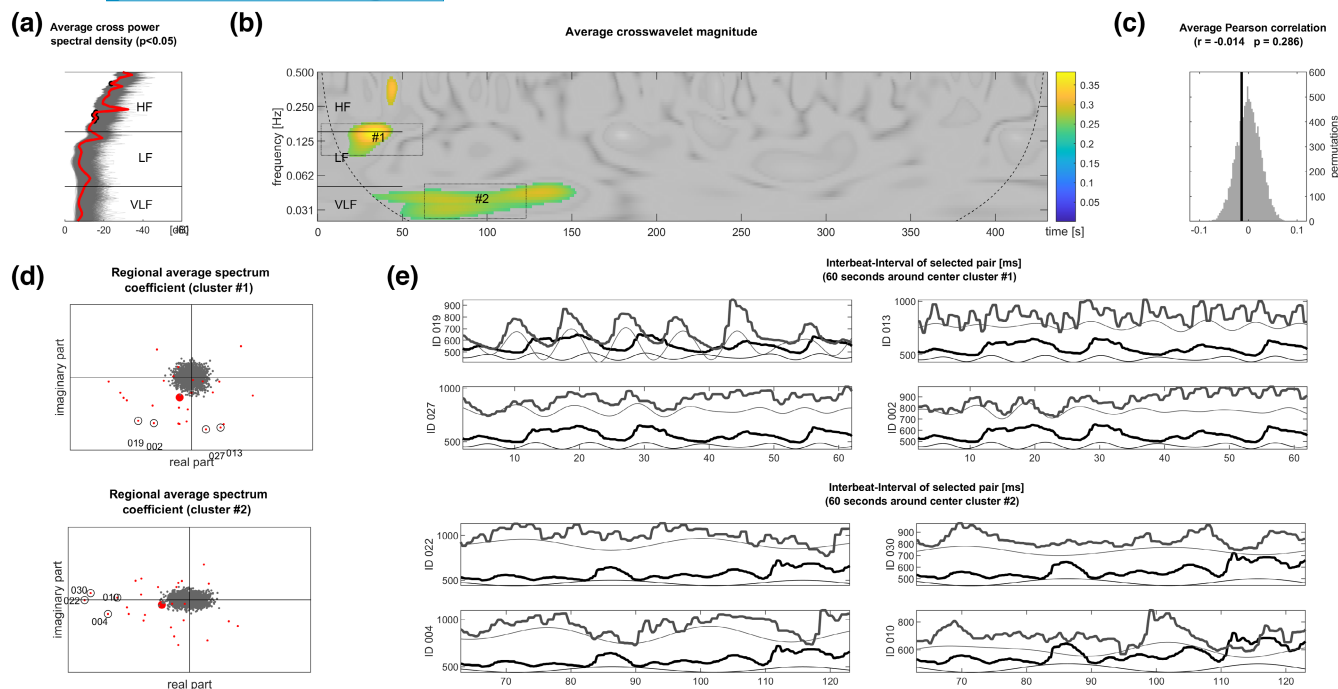 (a)
Average cross power
spectral density (p<0.05)
HF
LF
VLF
0
-20
-40
(b)
Average crosswavelet magnitude
0.500
0.250
0.125
0.062
0.031
frequency [Hz]
HF
LF
VLF
#1
#2
0
50
100
150
200
250
300
350
400
time [s]
0.35
0.3
0.25
0.2
0.15
0.1
0.05
(c)
Average Pearson correlation
(r = -0.014 p = 0.286)
600
500
400
300
200
100
0
permutations
-0.1
0
0.1
(d)
Regional average spectrum
coefficient (cluster #1)
imaginary part
019
002
027
013
real part
Regional average spectrum
coefficient (cluster #2)
imaginary part
030
022
010
004
real part
(e)
Interbeat-Interval of selected pair [ms]
(60 seconds around center cluster #1)
ID 019
900
800
700
600
500
ID 013
1000
500
ID 027
1000
500
10
20
30
40
50
60
ID 002
1000
900
800
700
600
500
10
20
30
40
50
60
Interbeat-Interval of selected pair [ms]
(60 seconds around center cluster #2)
ID 022
1000
500
ID 030
900
800
700
600
500
ID 004
1000
500
70
80
90
100
110
120
ID 010
800
600
70
80
90
100
110
120